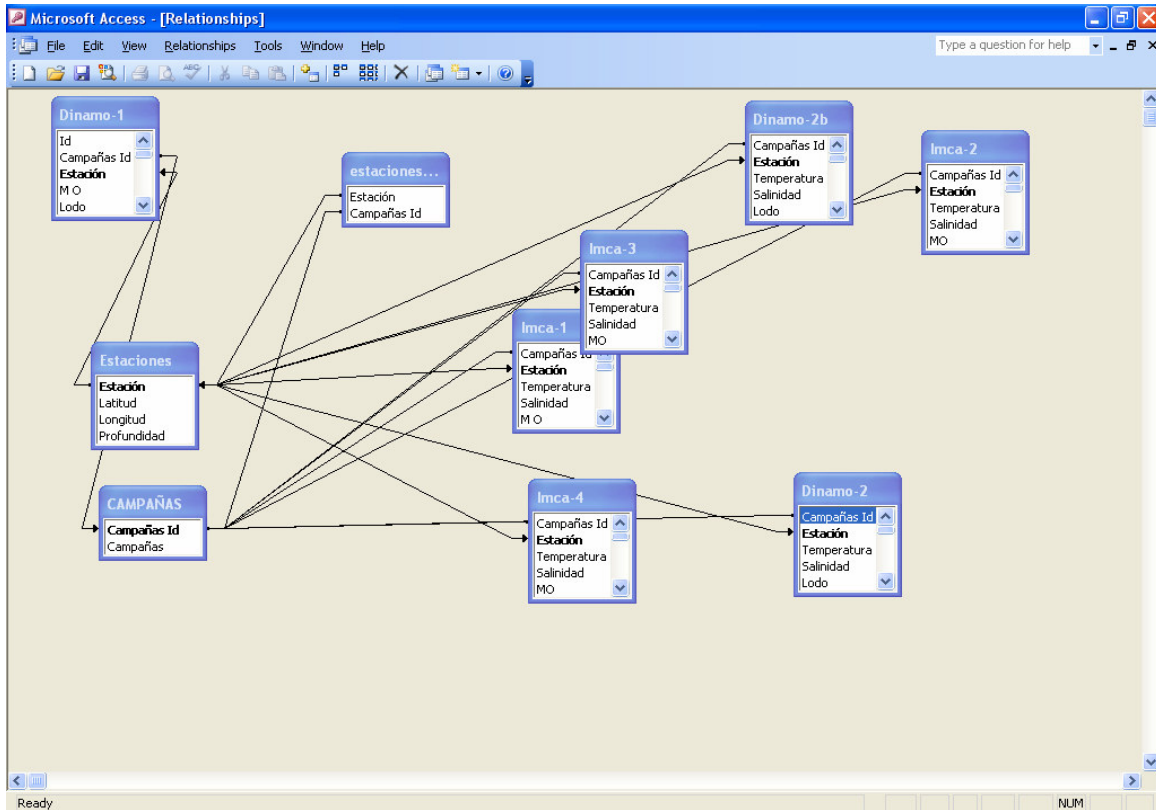 Microsoft Access - [Relationships]
File Edit View Relationships Tools Window Help
Type a question for help
Dinamo-1
Id
Campañas Id
Estación
M O
Lodo
estaciones...
Estación
Campañas Id
Dinamo-2b
Campañas Id
Estación
Temperatura
Salinidad
Lodo
Imca-2
Campañas Id
Estación
Temperatura
Salinidad
MO
Imca-3
Campañas Id
Estación
Temperatura
Salinidad
MO
Imca-1
Campañas Id
Estación
Temperatura
Salinidad
M O
Estaciones
Estación
Latitud
Longitud
Profundidad
CAMPAÑAS
Campañas Id
Campañas
Imca-4
Campañas Id
Estación
Temperatura
Salinidad
MO
Dinamo-2
Campañas Id
Estación
Temperatura
Salinidad
Lodo
Ready
NUM